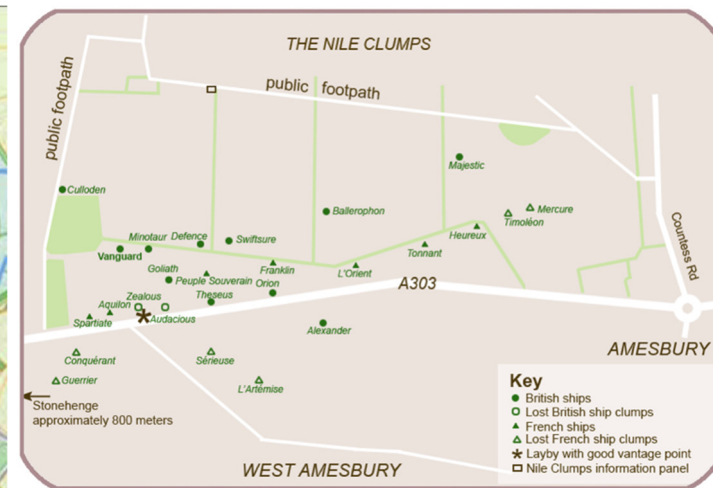 THE NILE CLUMPS
public footpath
public footpath
Majestic
Culloden
Ballerophon
Mercure
Timoléon
Minotaur
Defence
Swiftsure
Heureux
Tonnant
Vanguard
Goliath
Franklin
L'Orient
Peuple Souverain
Orion
Countess Rd
A303
Zealous
Theseus
Aquilon
Spartiate
Audacious
Alexander
AMESBURY
Conquérant
Sérieuse
Guerrier
L'Artémise
Stonehenge
approximately 800 meters
WEST AMESBURY
Key
British ships
Lost British ship clumps
French ships
Lost French ship clumps
Layby with good vantage point
Nile Clumps information panel